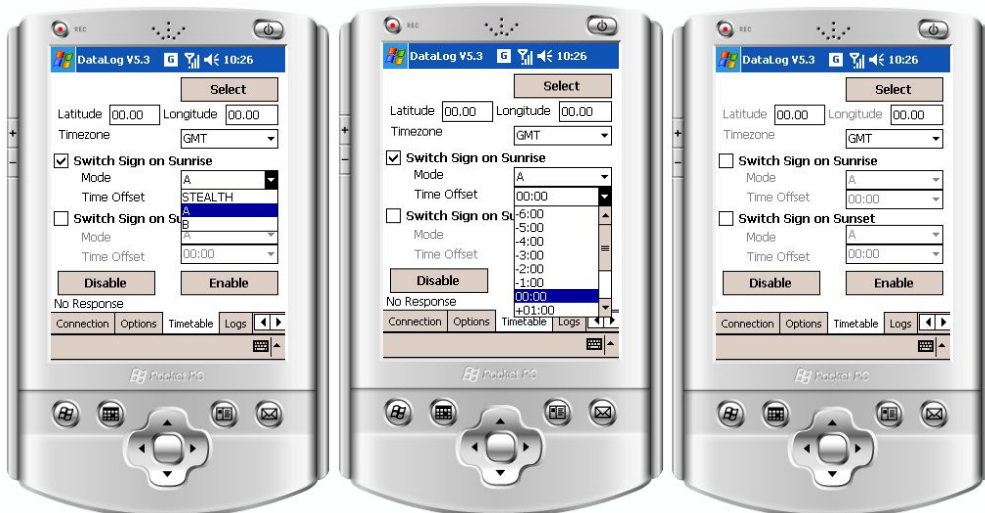 REC
DataLog V5.3 G 10:26
Select
Latitude 00.00 Longitude 00.00
Timezone GMT
Switch Sign on Sunrise
Mode A
Time Offset STEALTH
A
Switch Sign on Su B
Mode A
Time Offset 00:00
Disable Enable
No Response
Connection Options Timetable Logs
Pocket PC
REC
DataLog V5.3 G 10:26
Select
Latitude 00.00 Longitude 00.00
Timezone GMT
Switch Sign on Sunrise
Mode A
Time Offset 00:00
Switch Sign on Su -6:00
-5:00
Mode -4:00
Time Offset -3:00
-2:00
Disable -1:00
No Response 00:00
+01:00
Connection Options Timetable Logs
Pocket PC
REC
DataLog V5.3 G 10:26
Select
Latitude 00.00 Longitude 00.00
Timezone GMT
Switch Sign on Sunrise
Mode A
Time Offset 00:00
Switch Sign on Sunset
Mode A
Time Offset 00:00
Disable Enable
Connection Options Timetable Logs
Pocket PC